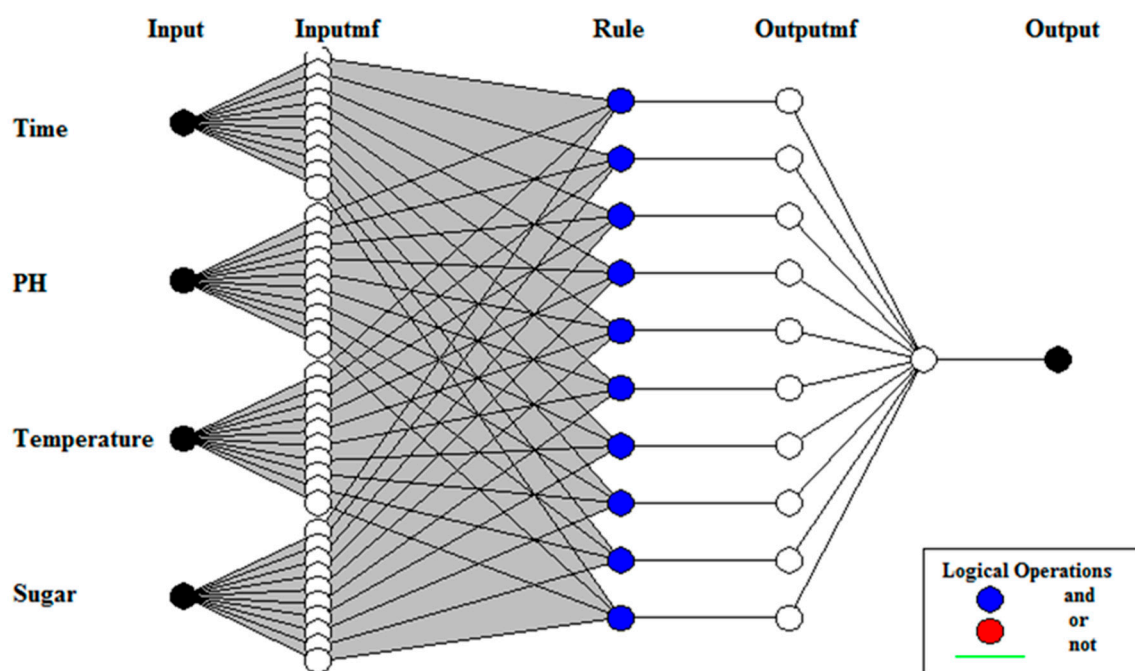 Input Inputmf Rule Outputmf Output
Time
PH
Temperature
Sugar
Logical Operations
and
or
not